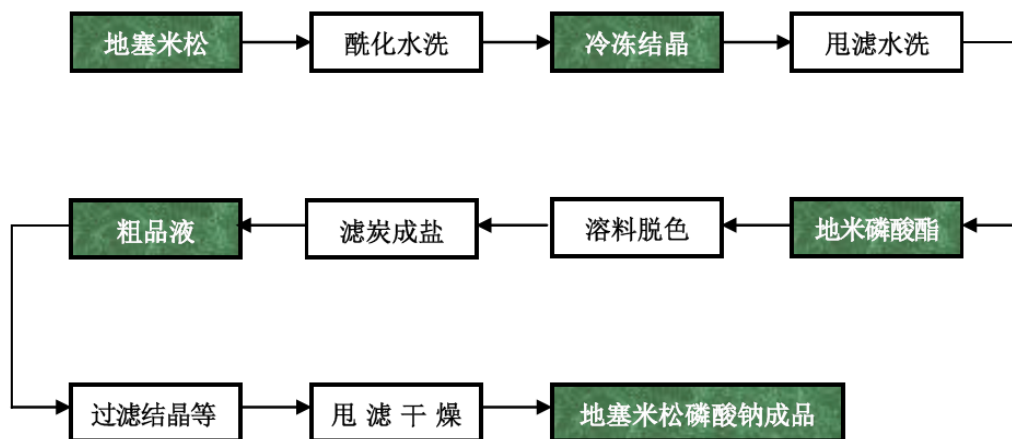 地塞米松
酰化水洗
冷冻结晶
甩滤水洗
地米磷酸酯
溶料脱色
滤炭成盐
粗品液
过滤结晶等
甩 滤 干 燥
地塞米松磷酸钠成品